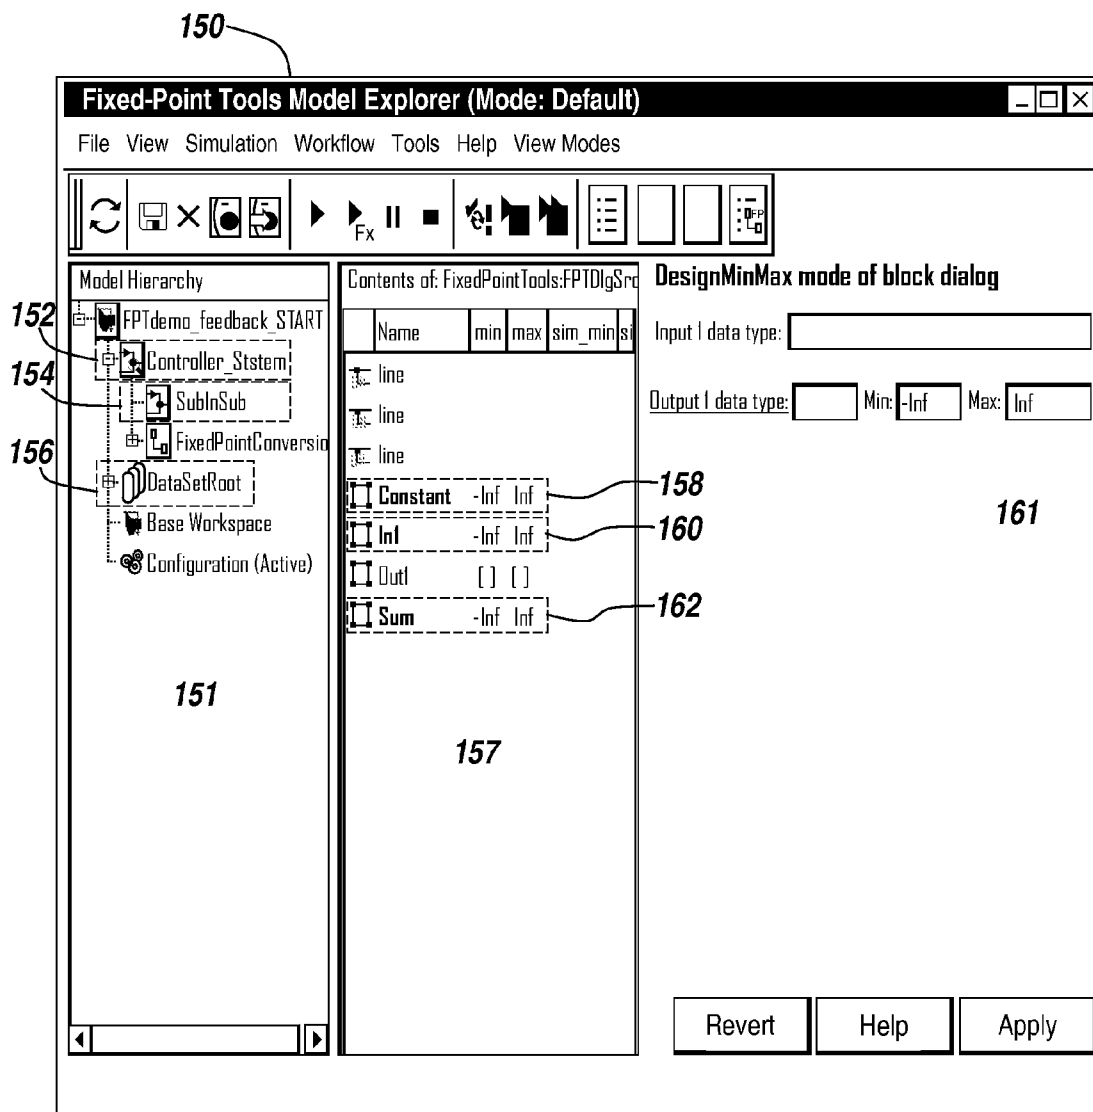 150
Fixed-Point Tools Model Explorer (Mode: Default)
File View Simulation Workflow Tools Help View Modes
Fx
FP
Model Hierarchy
152
FPTdemo_feedback_START
Controller_Ststem
154
SubInSub
156
FixedPointConversio
DataSetRoot
Base Workspace
Configuration (Active)
151
Contents of: FixedPointTools:FPTDlgSrc
Name min max sim_min si
line
line
line
Constant -Inf Inf
158
In1 -Inf Inf
160
Out1 [ ] [ ]
Sum -Inf Inf
162
157
DesignMinMax mode of block dialog
Input 1 data type:
Output 1 data type: Min: -Inf Max: Inf
161
Revert Help Apply